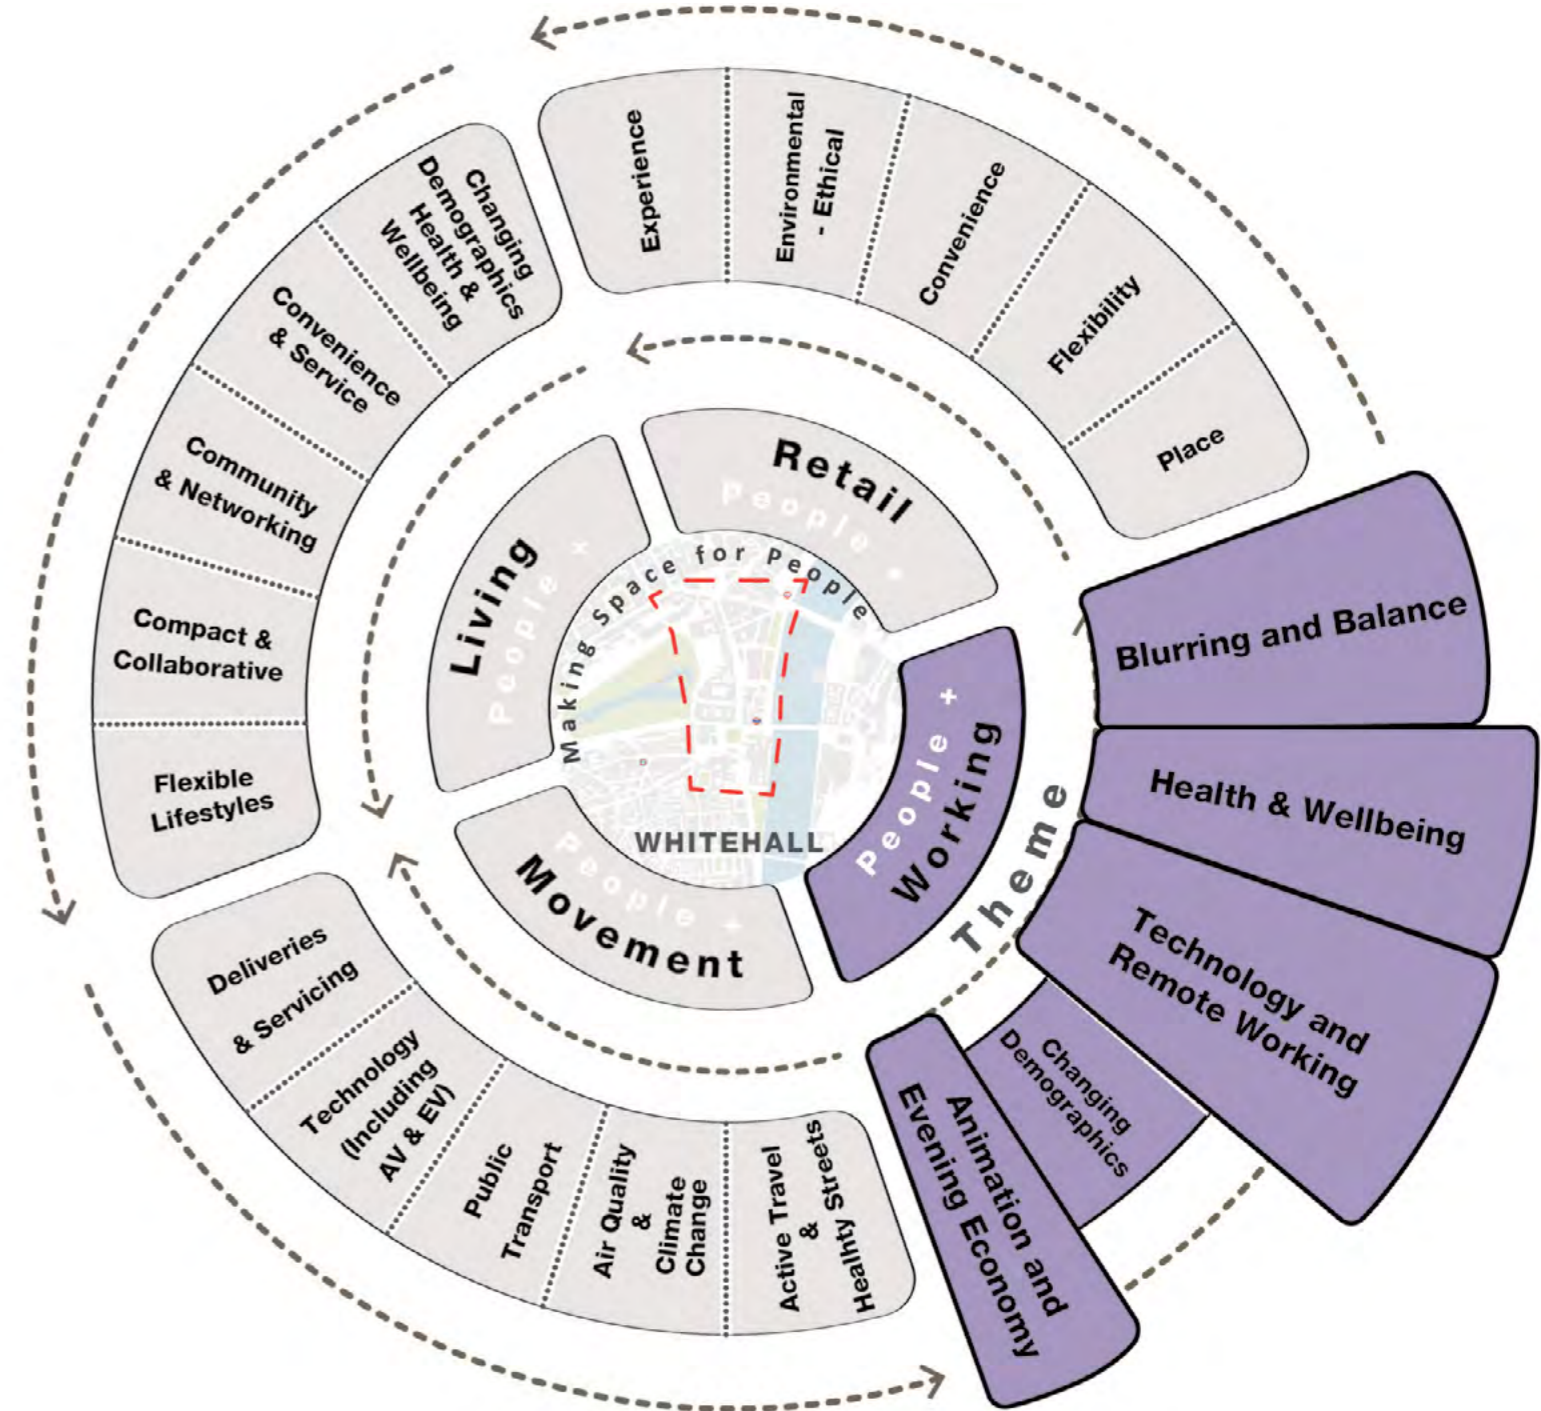 Experience
Environmental
- Ethical
Convenience
Flexibility
Place
Changing
Demographics
Health &
Wellbeing
Convenience
& Service
Community
& Networking
Compact &
Collaborative
Flexible
Lifestyles
Retail
People +
Living
People +
Making Space for People
WHITEHALL
People +
Working
People +
Movement
Theme
Blurring and Balance
Health & Wellbeing
Technology and
Remote Working
Changing
Demographics
Animation and
Evening Economy
Deliveries
& Servicing
Technology
(Including
AV & EV)
Public
Transport
Air Quality
&
Climate
Change
Active Travel
&
Healhty Streets